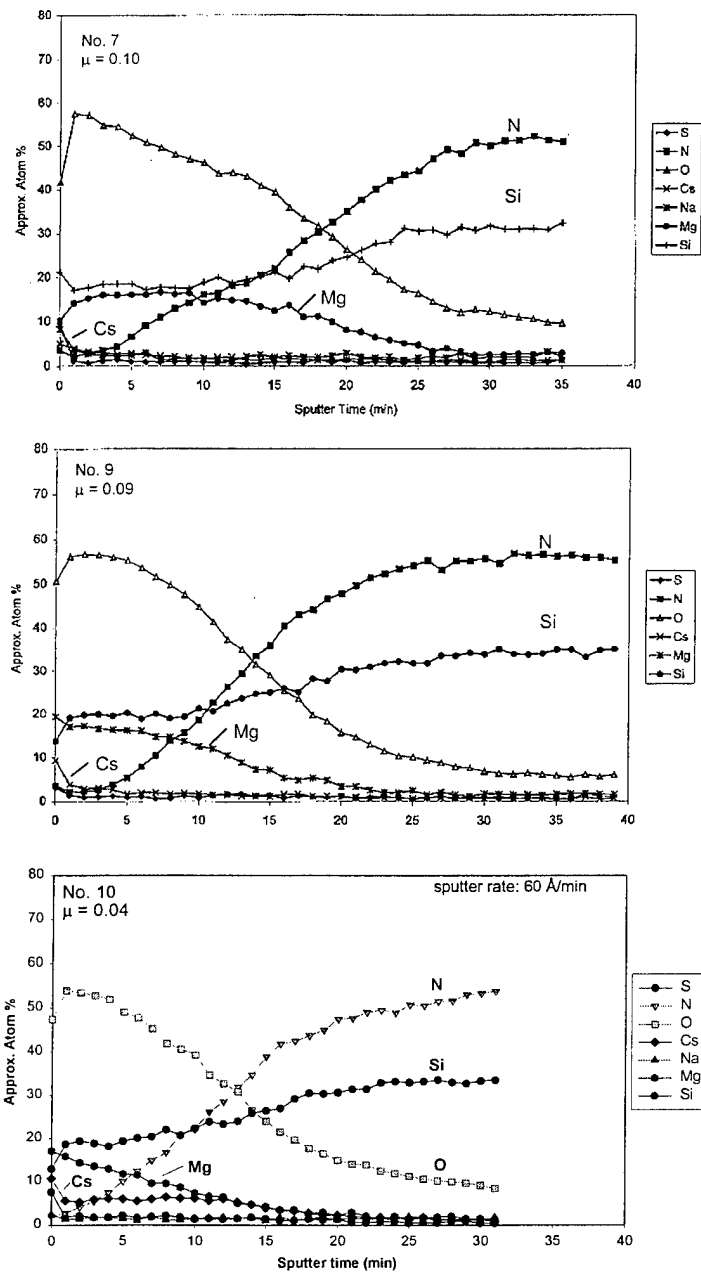 No. 7
μ = 0.10
80
70
60
50
40
30
20
10
0
Approx. Atom %
N
Si
Mg
Cs
0 5 10 15 20 25 30 35 40
Sputter Time (min)
S
N
O
Cs
Na
Mg
Si
No. 9
μ = 0.09
80
70
60
50
40
30
20
10
0
Approx. Atom %
N
Si
Mg
Cs
0 5 10 15 20 25 30 35 40
S
N
O
Cs
Mg
Si
No. 10
μ = 0.04
sputter rate: 60 Å/min
80
70
60
50
40
30
20
10
0
Approx. Atom %
N
Si
Mg
Cs
O
0 5 10 15 20 25 30 35 40
Sputter time (min)
S
N
O
Cs
Na
Mg
Si